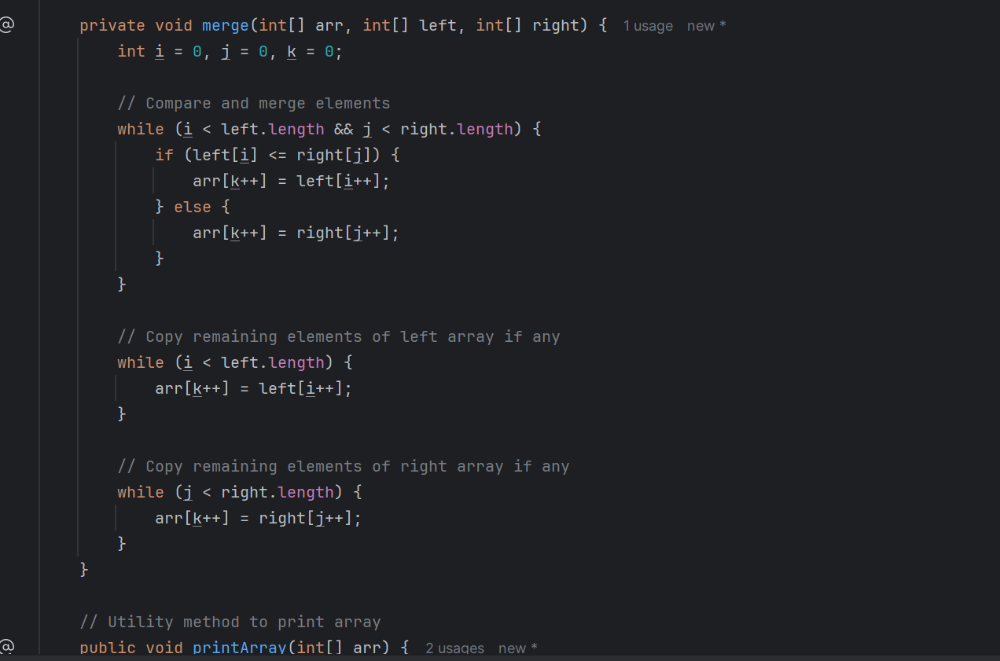 @ private void merge(int[] arr, int[] left, int[] right) { 1 usage new *
int i = 0, j = 0, k = 0;
// Compare and merge elements
while (i < left.length && j < right.length) {
if (left[i] <= right[j]) {
arr[k++] = left[i++];
} else {
arr[k++] = right[j++];
}
}
// Copy remaining elements of left array if any
while (i < left.length) {
arr[k++] = left[i++];
}
// Copy remaining elements of right array if any
while (j < right.length) {
arr[k++] = right[j++];
}
}
// Utility method to print array
@ public void printArray(int[] arr) { 2 usages new *